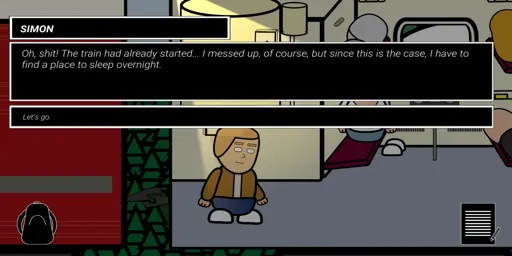 SIMON
Oh, shit! The train had already started... I messed up, of course, but since this is the case, I have to
find a place to sleep overnight.
Let's go.